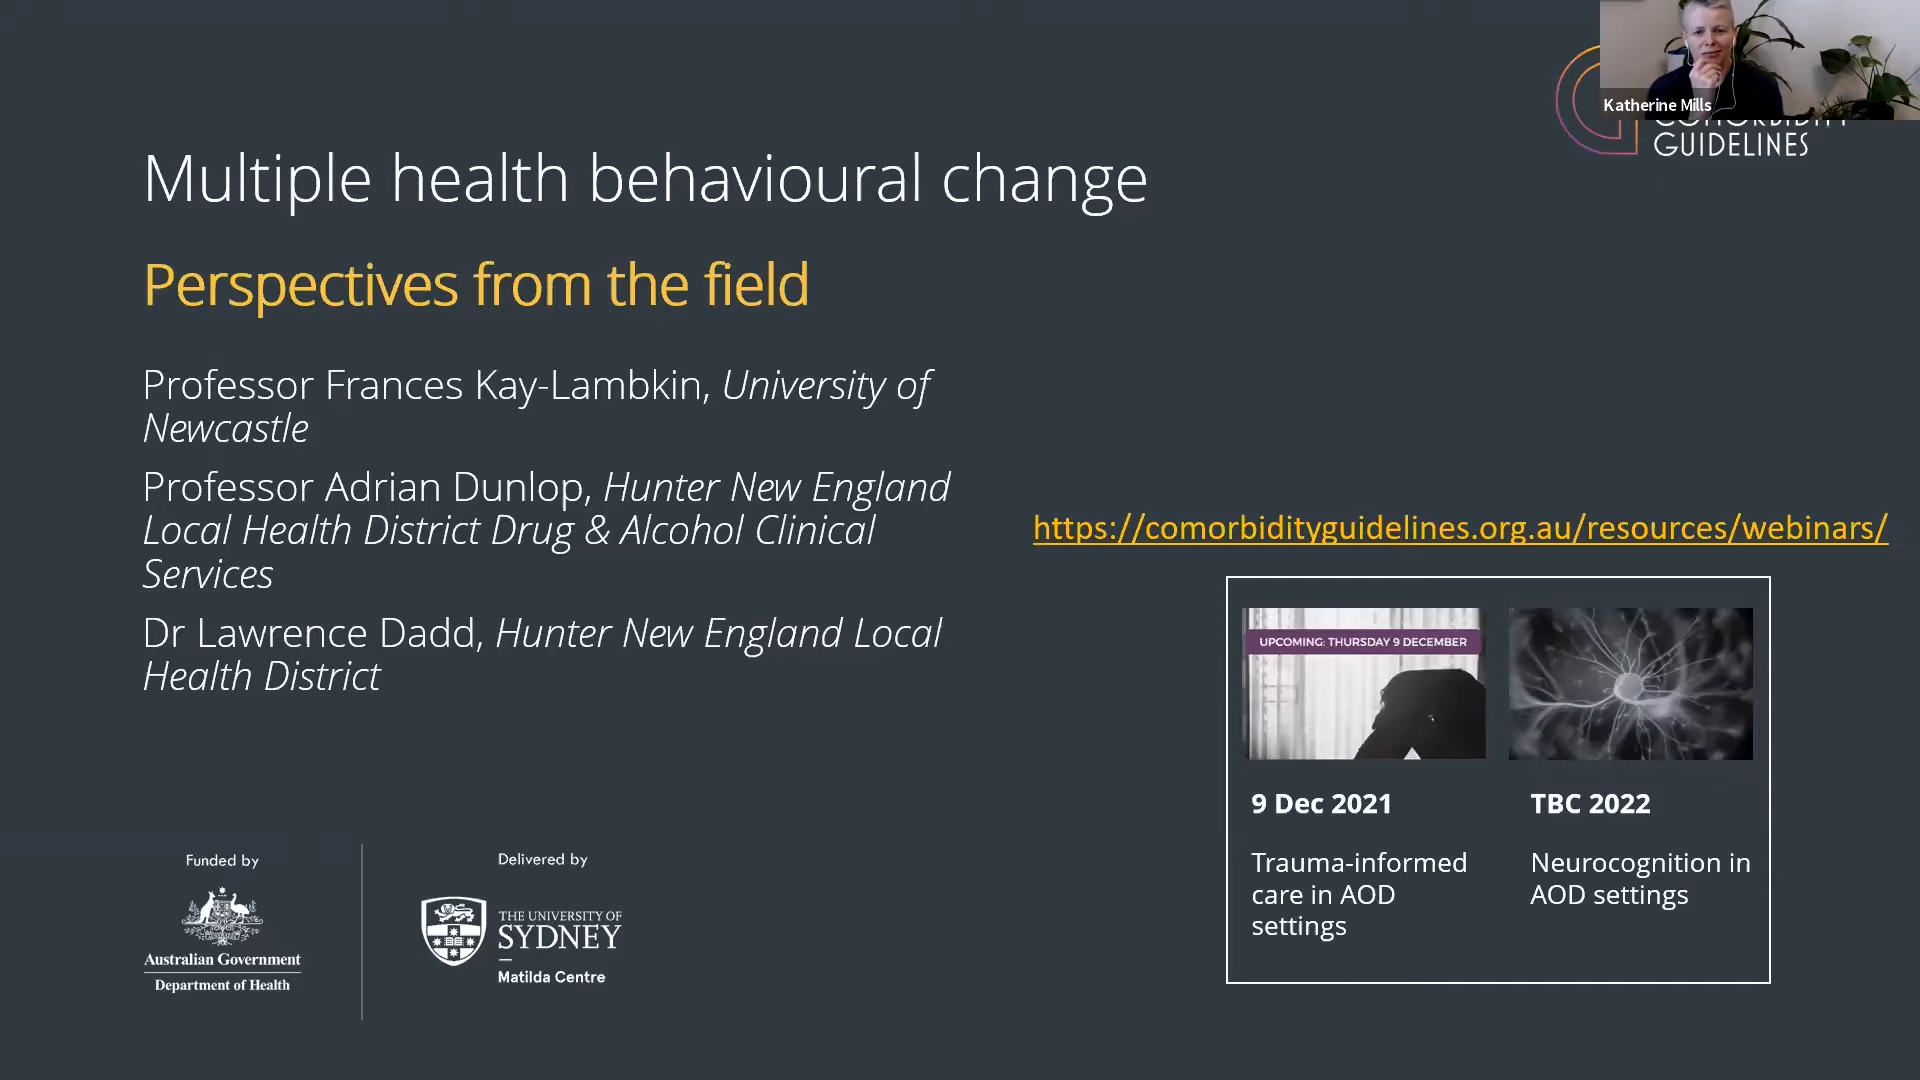 Katherine Mills
GUIDELINES
Multiple health behavioural change
Perspectives from the field
Professor Frances Kay-Lambkin, University of
Newcastle
Professor Adrian Dunlop, Hunter New England
Local Health District Drug & Alcohol Clinical
Services
Dr Lawrence Dadd, Hunter New England Local
Health District
https://comorbidityguidelines.org.au/resources/webinars/
UPCOMING: THURSDAY 9 DECEMBER
9 Dec 2021
Trauma-informed
care in AOD
settings
TBC 2022
Neurocognition in
AOD settings
Funded by
Australian Government
Department of Health
Delivered by
THE UNIVERSITY OF
SYDNEY
Matilda Centre